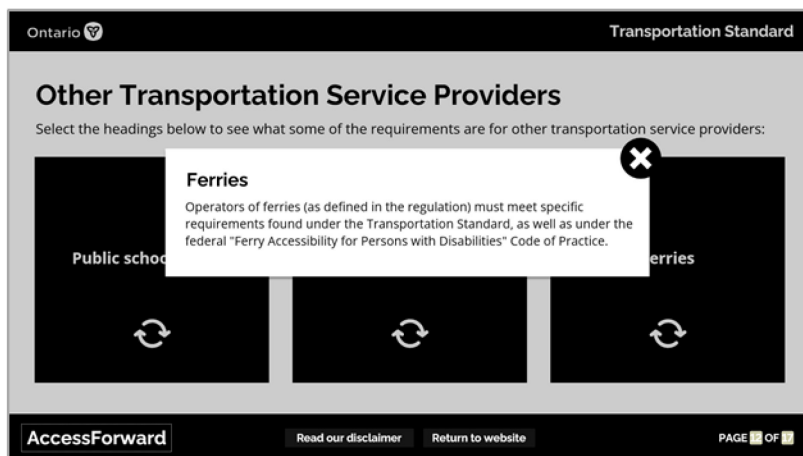 Ontario
Transportation Standard
Other Transportation Service Providers
Select the headings below to see what some of the requirements are for other transportation service providers:
Ferries
Operators of ferries (as defined in the regulation) must meet specific
requirements found under the Transportation Standard, as well as under the
federal "Ferry Accessibility for Persons with Disabilities" Code of Practice.
Public schoo
erries
AccessForward
Read our disclaimer
Return to website
PAGE 12 OF 17